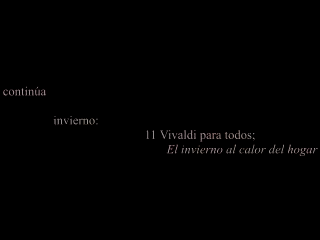 continúa
invierno:
11 Vivaldi para todos;
El invierno al calor del hogar